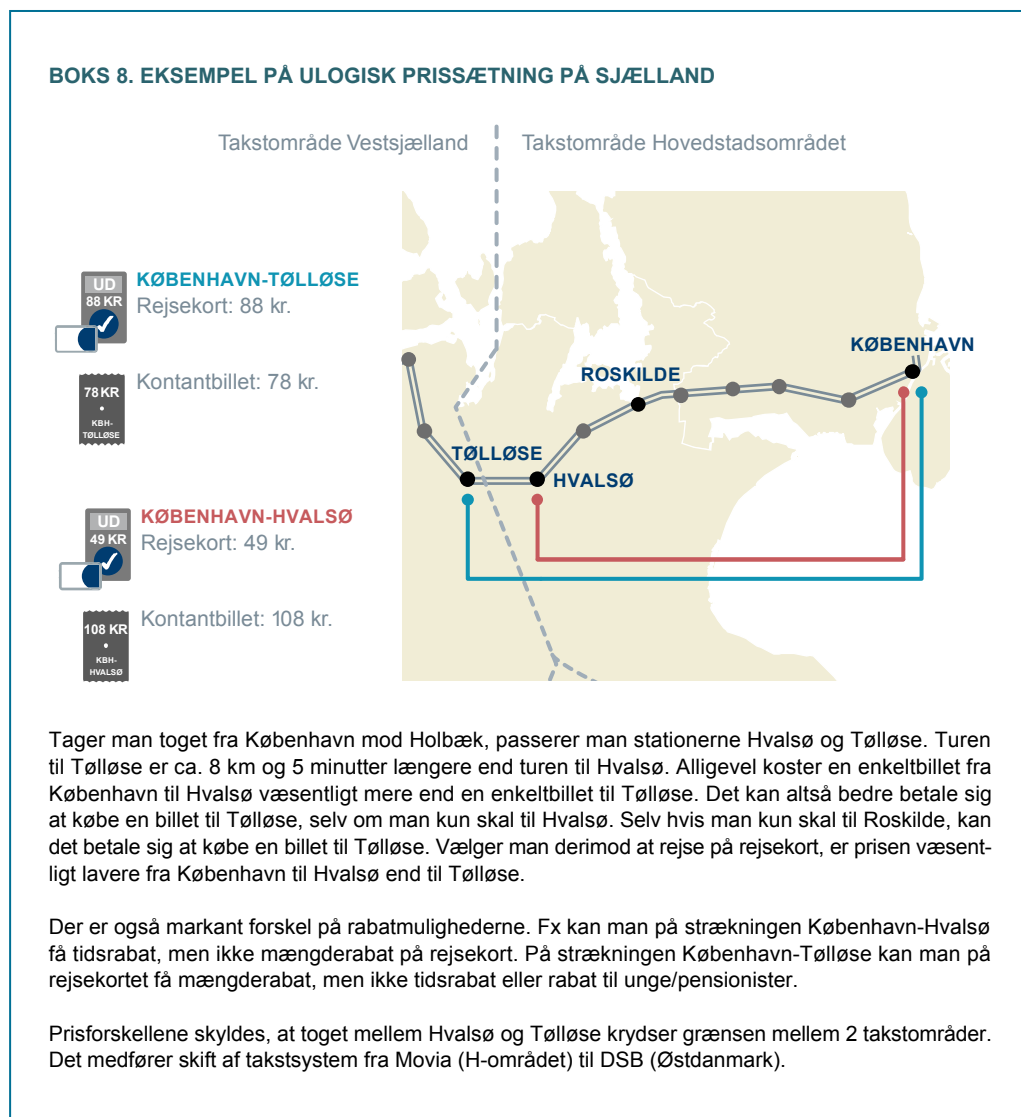 BOKS 8. EKSEMPEL PÅ ULOGISK PRISSÆTNING PÅ SJÆLLAND
Takstområde Vestsjælland
Takstområde Hovedstadsområdet
UD
88 KR
KØBENHAVN-TØLLØSE
Rejsekort: 88 kr.
78 KR
KBH-
TØLLØSE
Kontantbillet: 78 kr.
KØBENHAVN
ROSKILDE
TØLLØSE
HVALSØ
UD
49 KR
KØBENHAVN-HVALSØ
Rejsekort: 49 kr.
108 KR
KBH-
HVALSØ
Kontantbillet: 108 kr.
Tager man toget fra København mod Holbæk, passerer man stationerne Hvalsø og Tølløse. Turen
til Tølløse er ca. 8 km og 5 minutter længere end turen til Hvalsø. Alligevel koster en enkeltbillet fra
København til Hvalsø væsentligt mere end en enkeltbillet til Tølløse. Det kan altså bedre betale sig
at købe en billet til Tølløse, selv om man kun skal til Hvalsø. Selv hvis man kun skal til Roskilde, kan
det betale sig at købe en billet til Tølløse. Vælger man derimod at rejse på rejsekort, er prisen væsent-
ligt lavere fra København til Hvalsø end til Tølløse.
Der er også markant forskel på rabatmulighederne. Fx kan man på strækningen København-Hvalsø
få tidsrabat, men ikke mængderabat på rejsekort. På strækningen København-Tølløse kan man på
rejsekortet få mængderabat, men ikke tidsrabat eller rabat til unge/pensionister.
Prisforskellene skyldes, at toget mellem Hvalsø og Tølløse krydser grænsen mellem 2 takstområder.
Det medfører skift af takstsystem fra Movia (H-området) til DSB (Østdanmark).